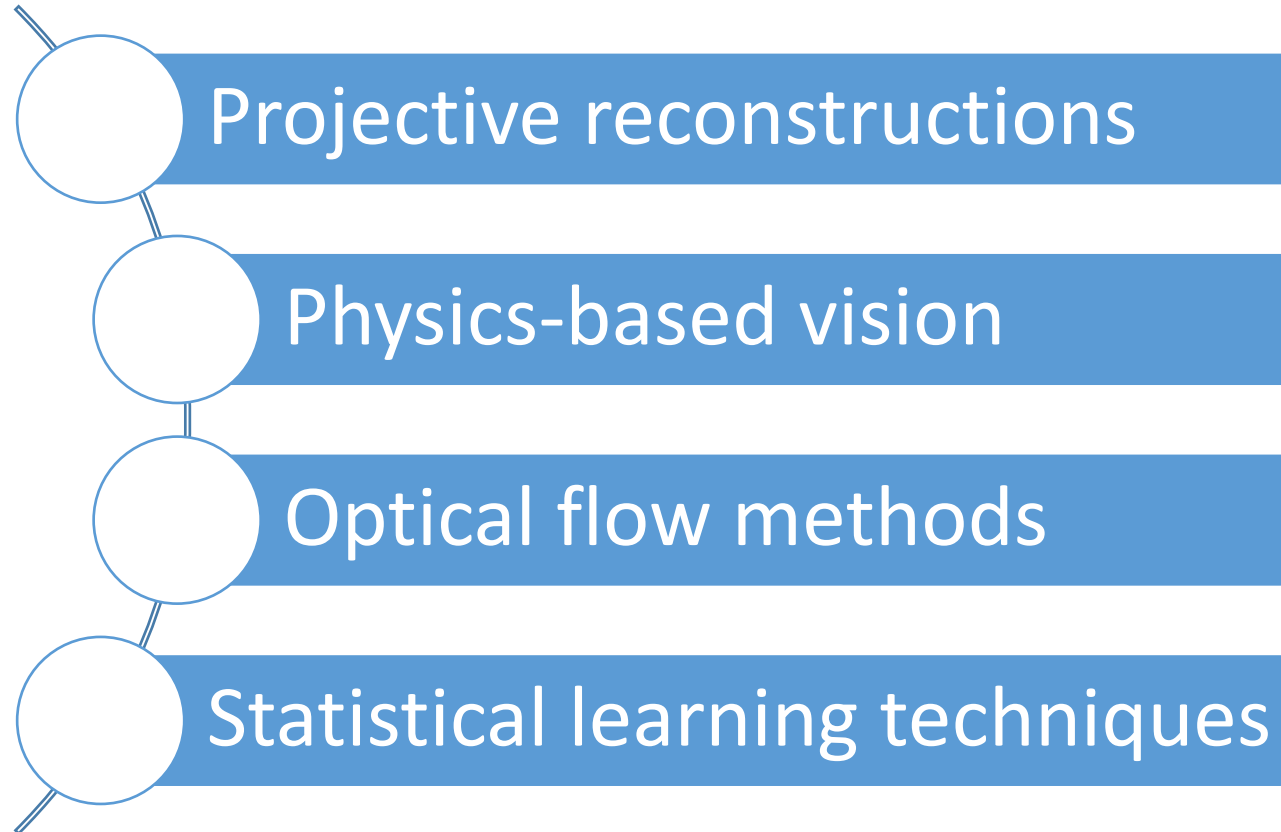 Projective reconstructions
Physics-based vision
Optical flow methods
Statistical learning techniques